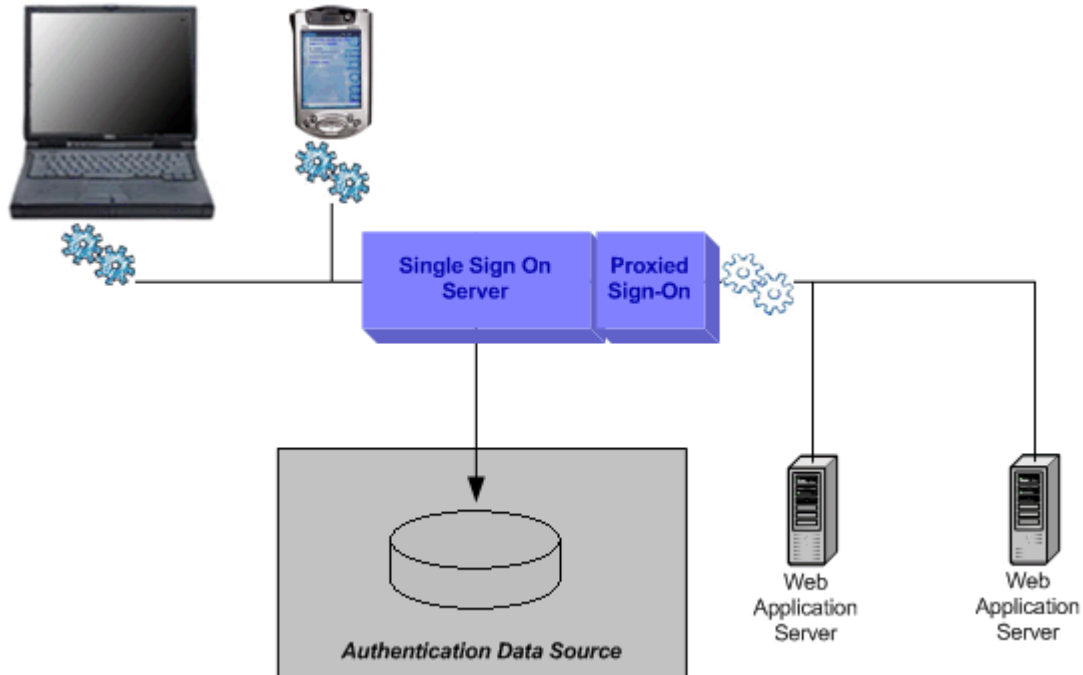 Single Sign On
Server
Proxied
Sign-On
Authentication Data Source
Web
Application
Server
Web
Application
Server